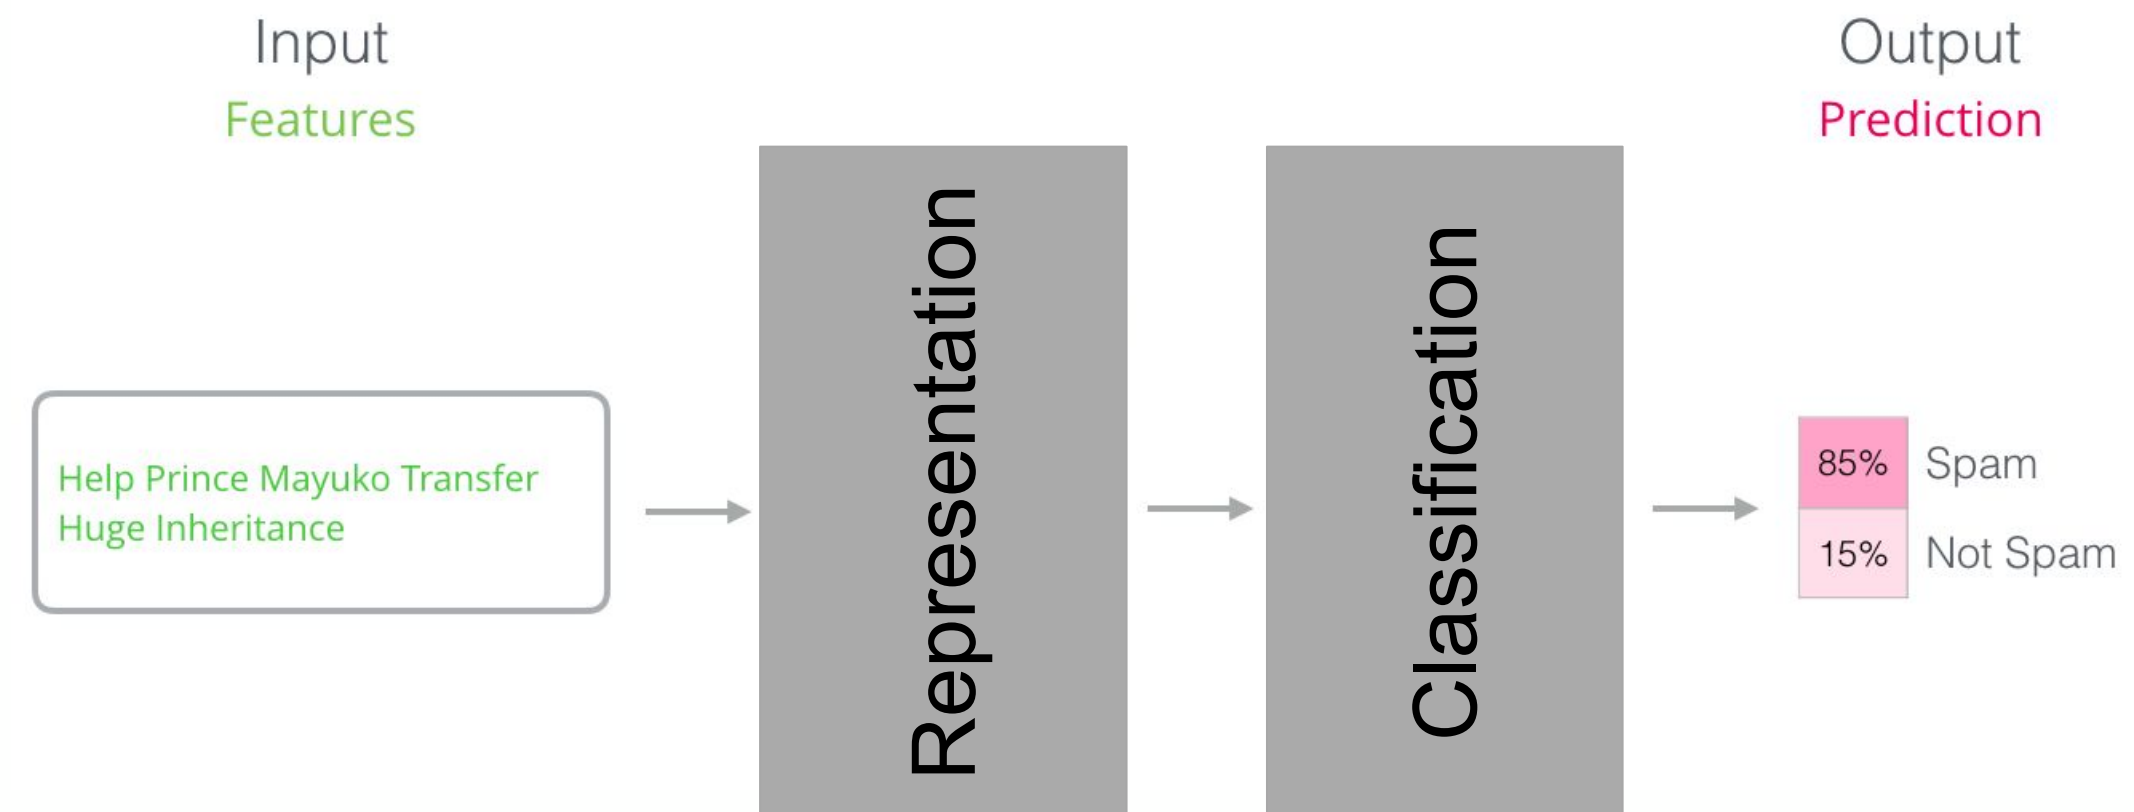 Input
Features
Help Prince Mayuko Transfer
Huge Inheritance
Representation
Classification
Output
Prediction
85% Spam
15% Not Spam